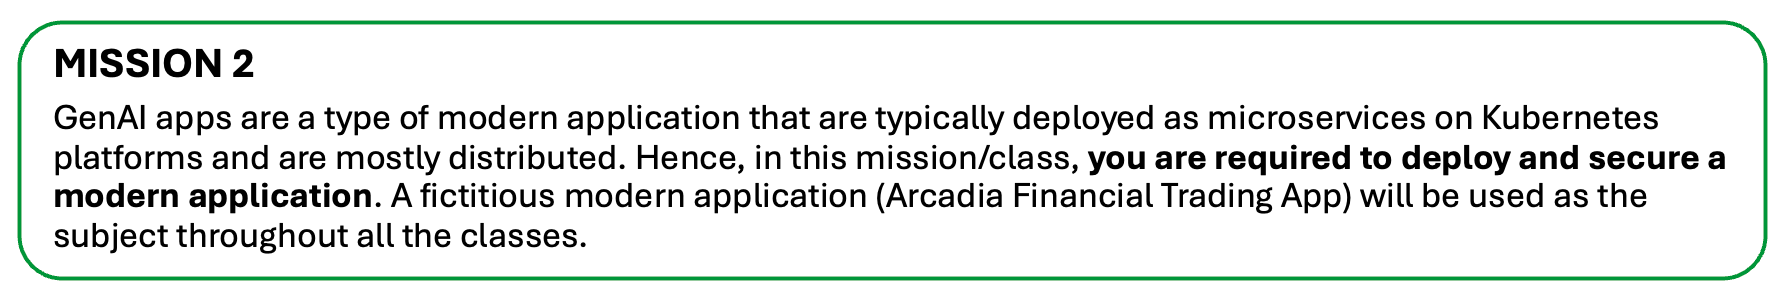 MISSION 2
GenAI apps are a type of modern application that are typically deployed as microservices on Kubernetes
platforms and are mostly distributed. Hence, in this mission/class, you are required to deploy and secure a
modern application. A fictitious modern application (Arcadia Financial Trading App) will be used as the
subject throughout all the classes.